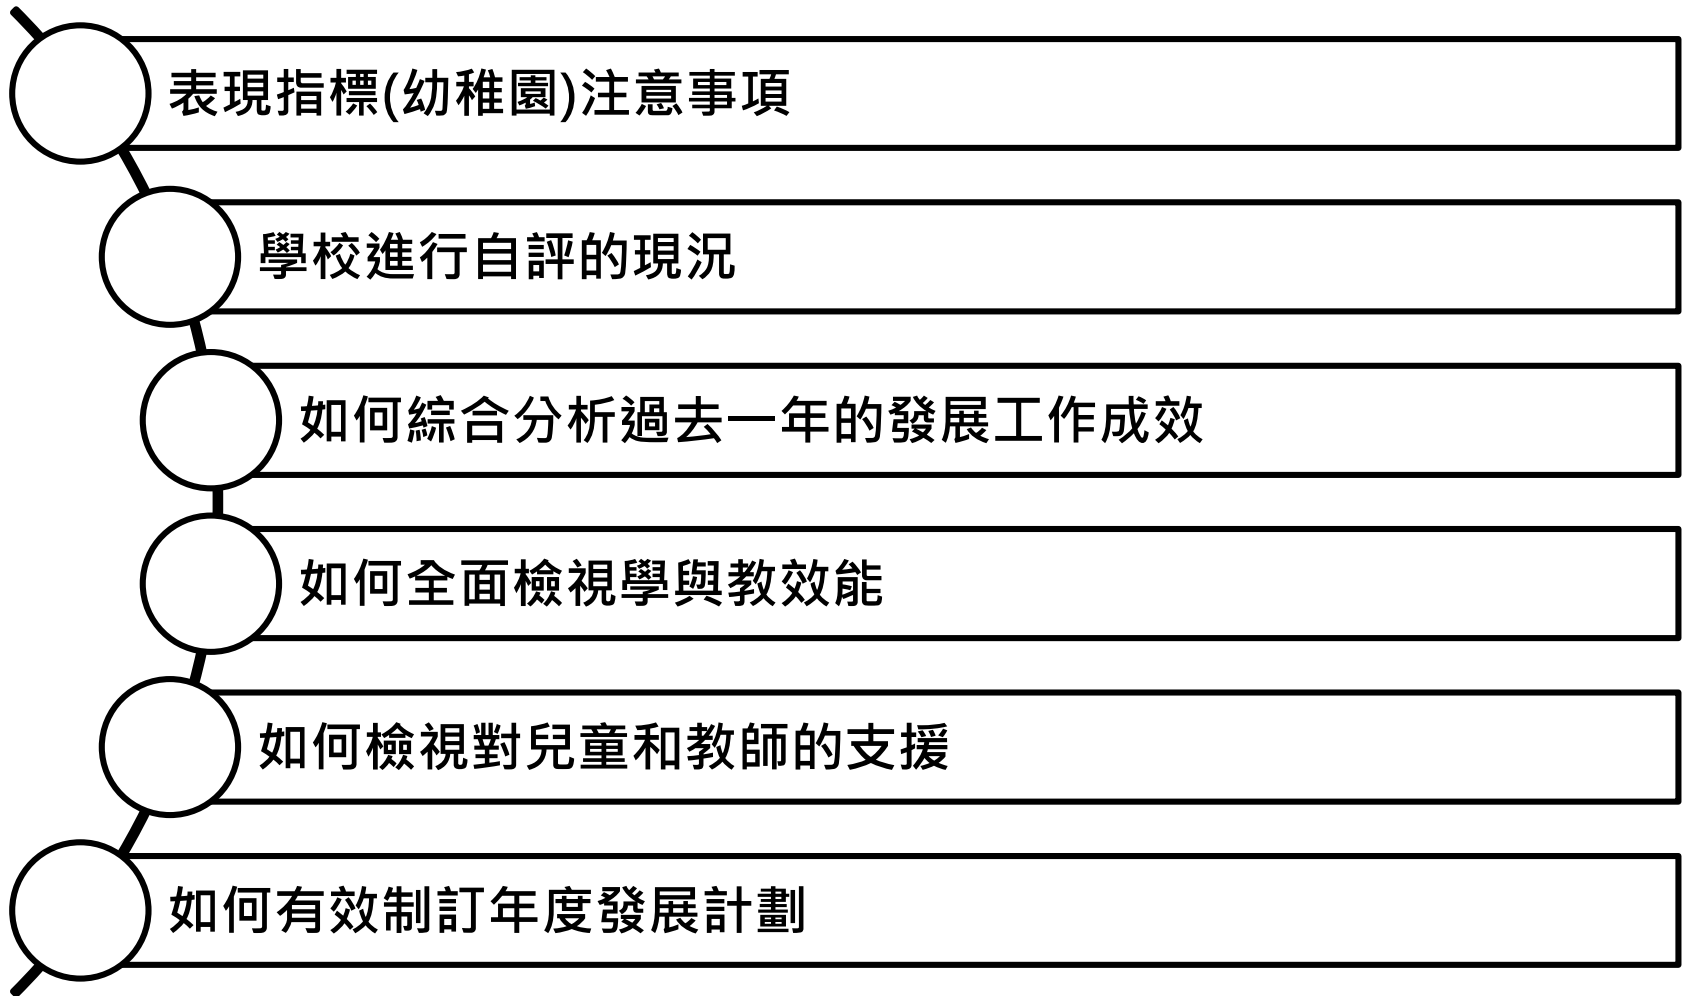 表現指標(幼稚園)注意事項
學校進行自評的現況
如何綜合分析過去一年的發展工作成效
如何全面檢視學與教效能
如何檢視對兒童和教師的支援
如何有效制訂年度發展計劃